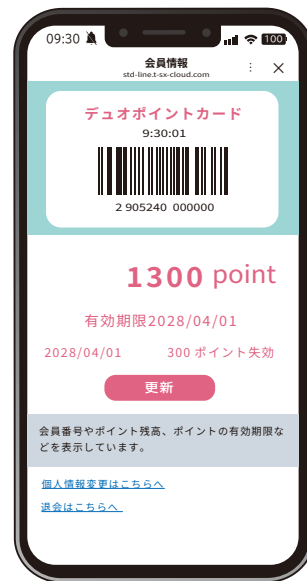 09:30
100
会員情報
std-line.t-sx-cloud.com
デュオポイントカード
9:30:01
2 905240 000000
1300 point
有効期限2028/04/01
2028/04/01 300 ポイント失効
更新
会員番号やポイント残高、ポイントの有効期限な
どを表示しています。
個人情報変更はこちらへ
退会はこちらへ